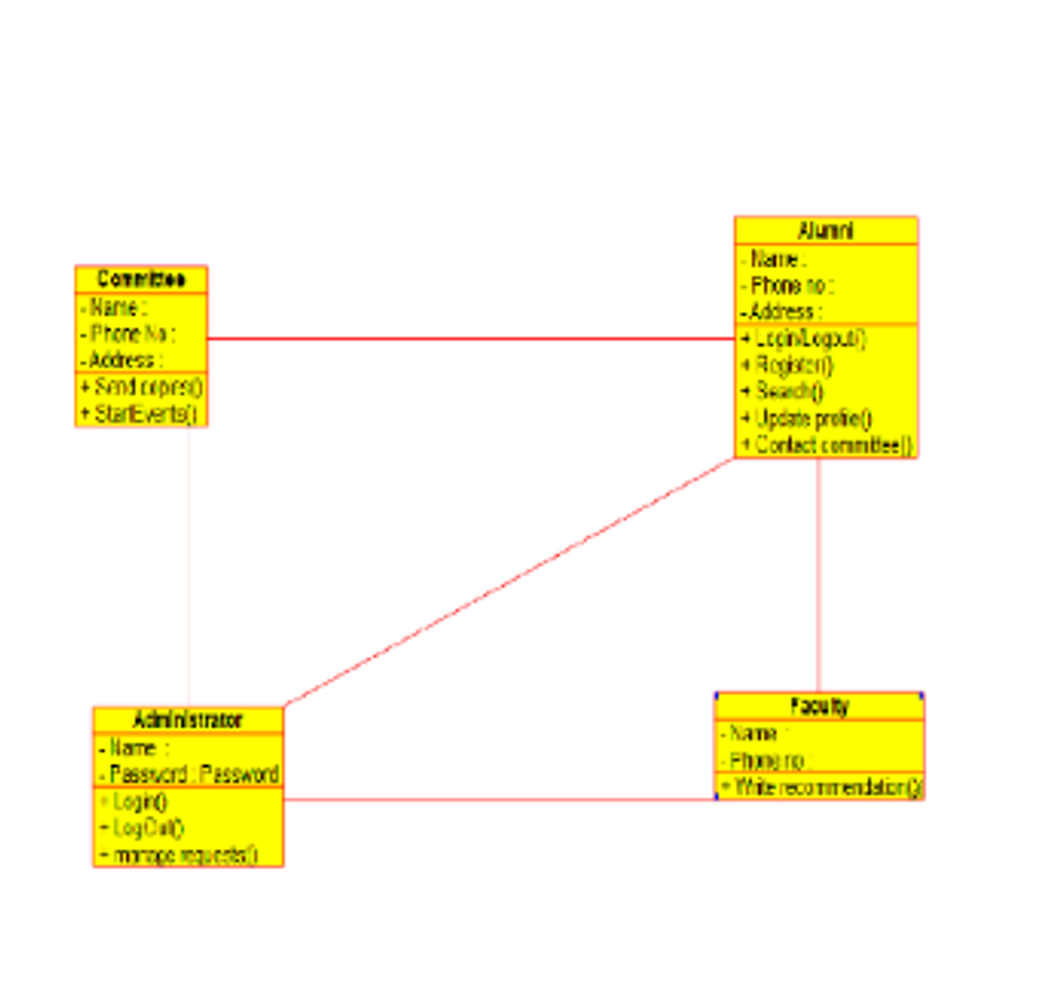 Alumni
- Name :
- Phone no :
- Address :
+ Login/Logout()
+ Register()
+ Search()
+ Update profile()
+ Contact committee()
Committee
- Name :
- Phone No :
- Address :
+ Send copies()
+ StartEvents()
Administrator
- Name :
- Password : Password
+ Login()
+ LogOut()
+ manage requests()
Faculty
- Name :
- Phone no :
+ Write recommendation()